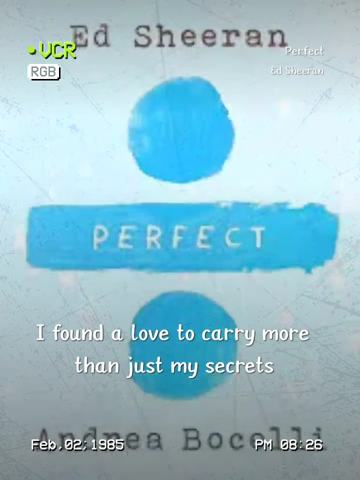 Ed Sheeran
• VCR
Perfect
RGB
Ed Sheeran
PERFECT
I found a love to carry more
than just my secrets
Feb,02;1985
PM 08:26
Andrea Bocelli